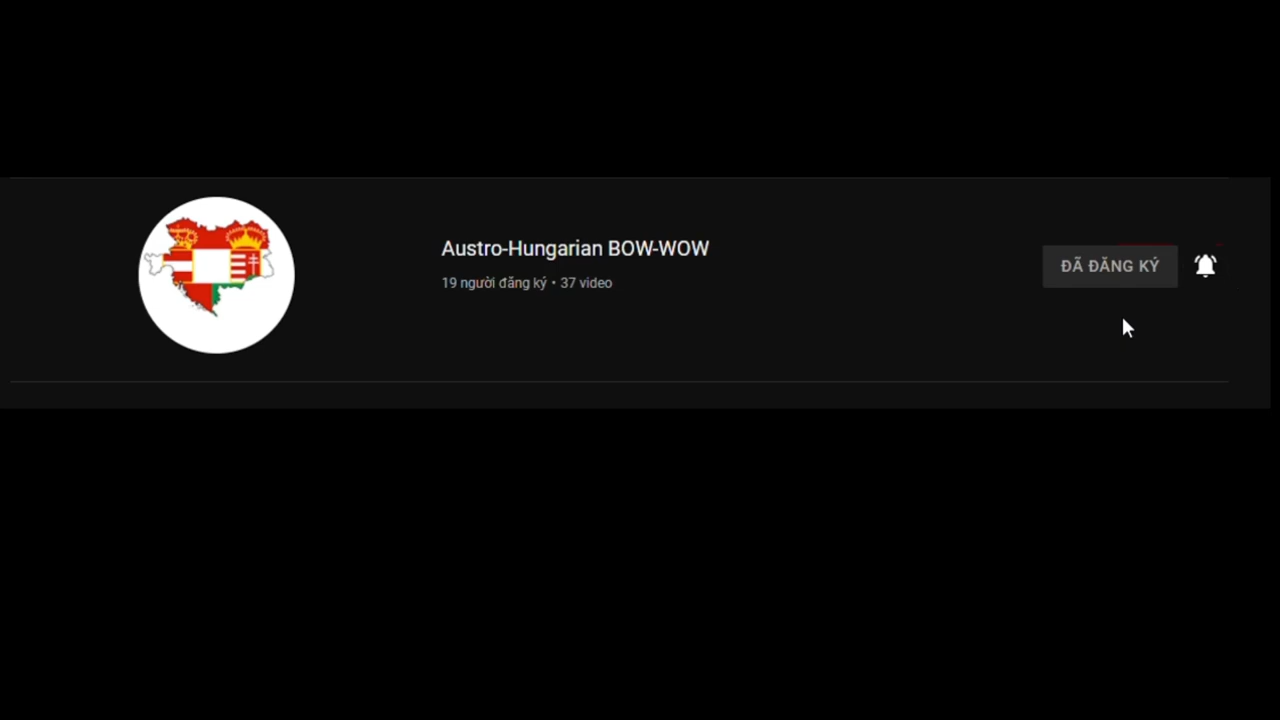 Austro-Hungarian BOW-WOW
19 người đăng ký • 37 video
ĐÃ ĐĂNG KÝ